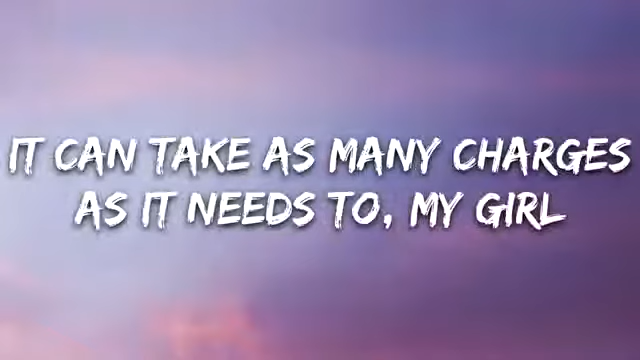 IT CAN TAKE AS MANY CHARGES
AS IT NEEDS TO, MY GIRL